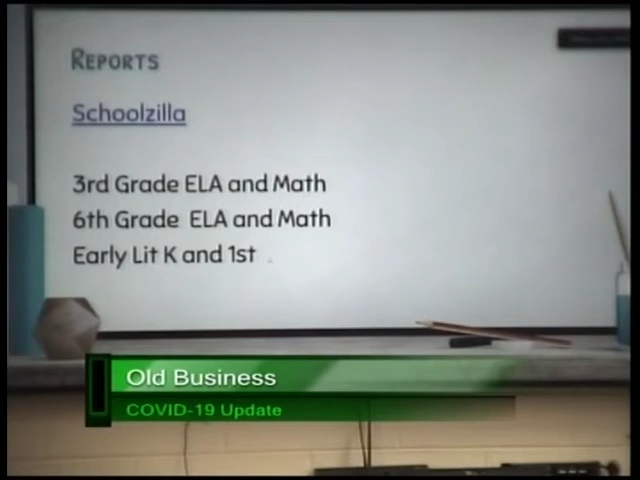 Reports
Schoolzilla
3rd Grade ELA and Math
6th Grade ELA and Math
Early Lit K and 1st
Old Business
COVID-19 Update